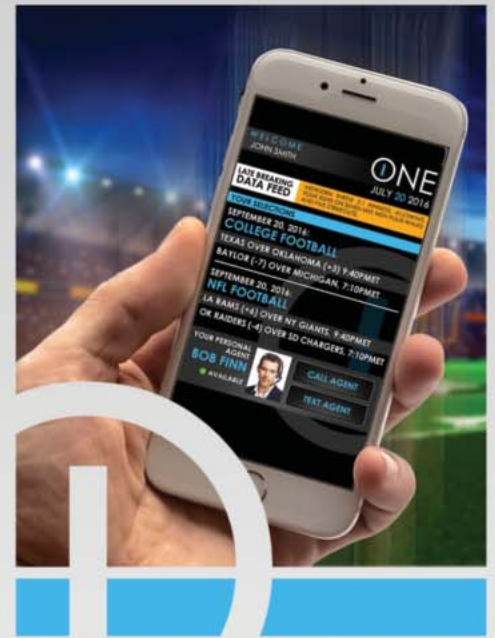 WELCOME
JOHN SMITH
ONE
JULY 20 2016
LATE BREAKING
DATA FEED
YOUR SELECTIONS
SEPTEMBER 20, 2016:
COLLEGE FOOTBALL
TEXAS OVER OKLAHOMA (+3) 9:40PMET
BAYLOR (-7) OVER MICHIGAN, 7:10PMET
SEPTEMBER 20, 2016:
NFL FOOTBALL
LA RAMS (+6) OVER NY GIANTS, 9:40PMET
OR RAIDERS (-4) OVER SD CHARGERS, 7:10PMET
YOUR PERSONAL
AGENT
BOB FINN
AVAILABLE
CALL AGENT
TEXT AGENT